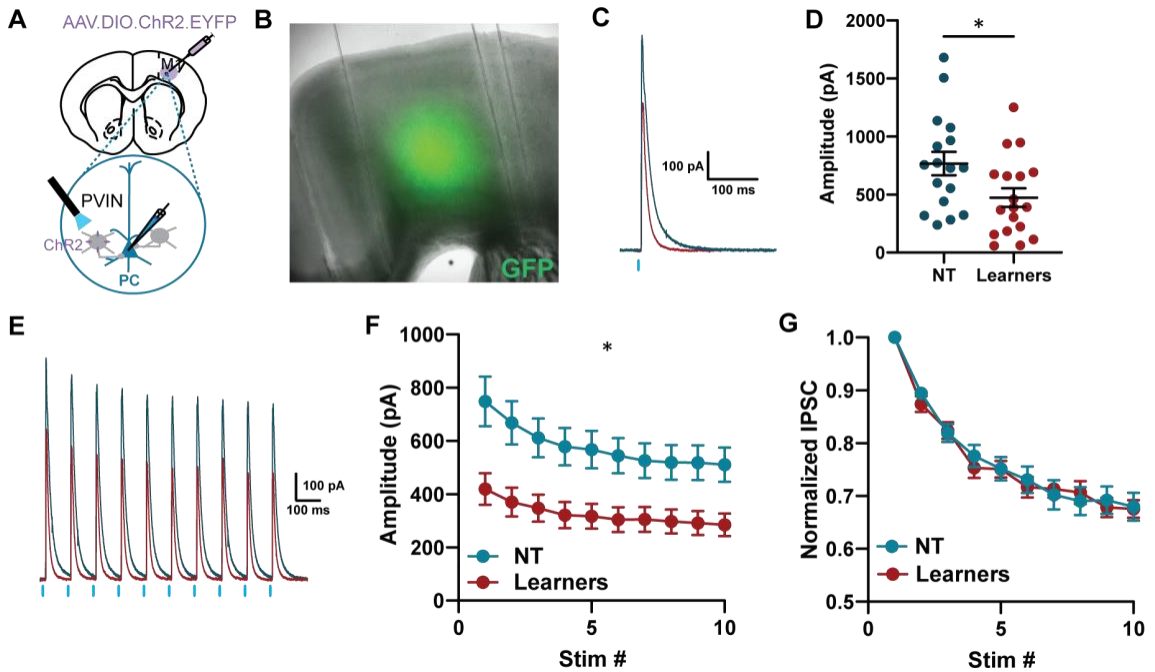 A
AAV.DIO.ChR2.EYFP
M1
PVIN
ChR2
PC
B
*
GFP
C
100 pA
100 ms
D
*
Amplitude (pA)
2000
1500
1000
500
0
NT
Learners
E
100 pA
100 ms
F
*
Amplitude (pA)
1000
800
600
400
200
0
NT
Learners
0
5
10
Stim #
G
Normalized IPSC
1.0
0.9
0.8
0.7
0.6
0.5
NT
Learners
0
5
10
Stim #